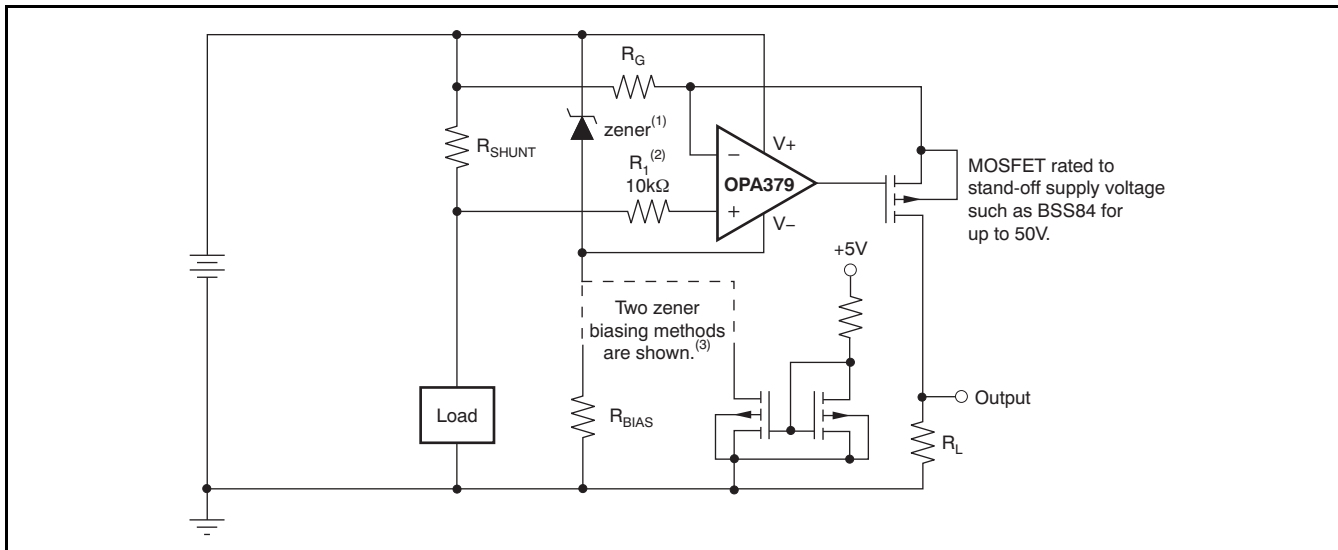 R_G
zener(1)
R_SHUNT
R_1(2)
10kΩ
V+
−
OPA379
+
V−
MOSFET rated to
stand-off supply voltage
such as BSS84 for
up to 50V.
+5V
Two zener
biasing methods
are shown.(3)
Output
Load
R_BIAS
R_L